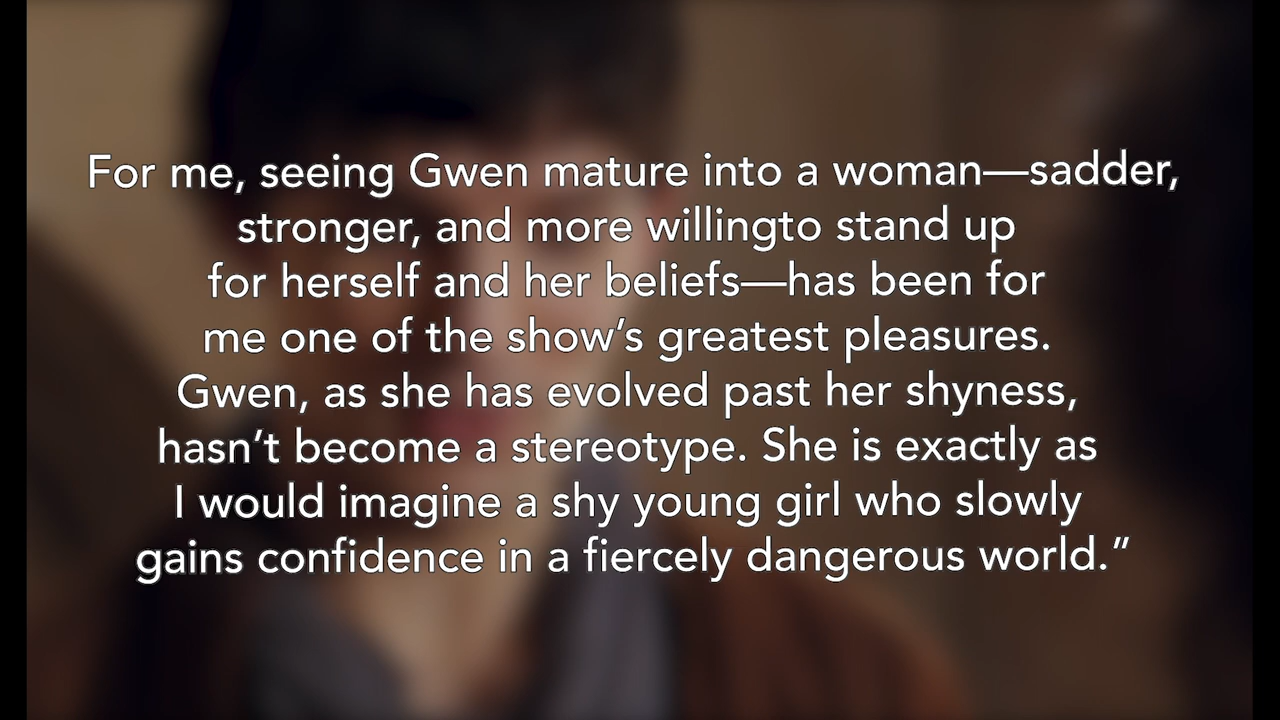 For me, seeing Gwen mature into a woman—sadder,
stronger, and more willingto stand up
for herself and her beliefs—has been for
me one of the show’s greatest pleasures.
Gwen, as she has evolved past her shyness,
hasn’t become a stereotype. She is exactly as
I would imagine a shy young girl who slowly
gains confidence in a fiercely dangerous world.”